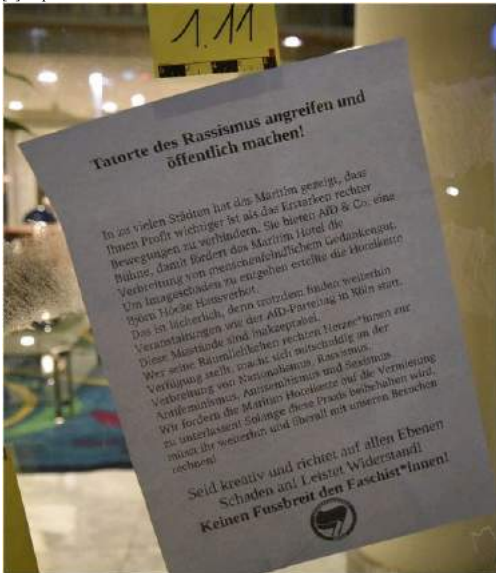 1.11
Tatorte des Rassismus angreifen und
öffentlich machen!
In zu vielen Städten hat das Maritim gezeigt, dass
Ihnen Profit wichtiger ist als das Erstarken rechter
Bewegungen zu verhindern. Sie bieten AfD & Co. eine
Bühne, damit fördert das Maritim Hotel die
Verbreitung von menschenfeindlichem Gedankengut.
Um Imageschäden zu entgehen erteilte die Hotelkette
Björn Höcke Hausverbot.
Das ist lächerlich, denn trotzdem finden weiterhin
Veranstaltungen wie der AfD-Parteitag in Köln statt.
Diese Missstände sind inakzeptabel.
Wer seine Räumlichkeiten rechten Hetzer*innen zur
Verfügung stellt, macht sich mitschuldig an der
Verbreitung von Nationalismus, Rassismus,
Antifeminismus, Antisemitismus und Sexismus.
Wir fordern die Maritim Hotelkette auf die Vermietung
zu unterlassen! Solange diese Praxis beibehalten wird,
müsst ihr weiterhin und überall mit unseren Besuchen
rechnen!
Seid kreativ und richtet auf allen Ebenen
Schaden an! Leistet Widerstand!
Keinen Fussbreit den Faschist*innen!